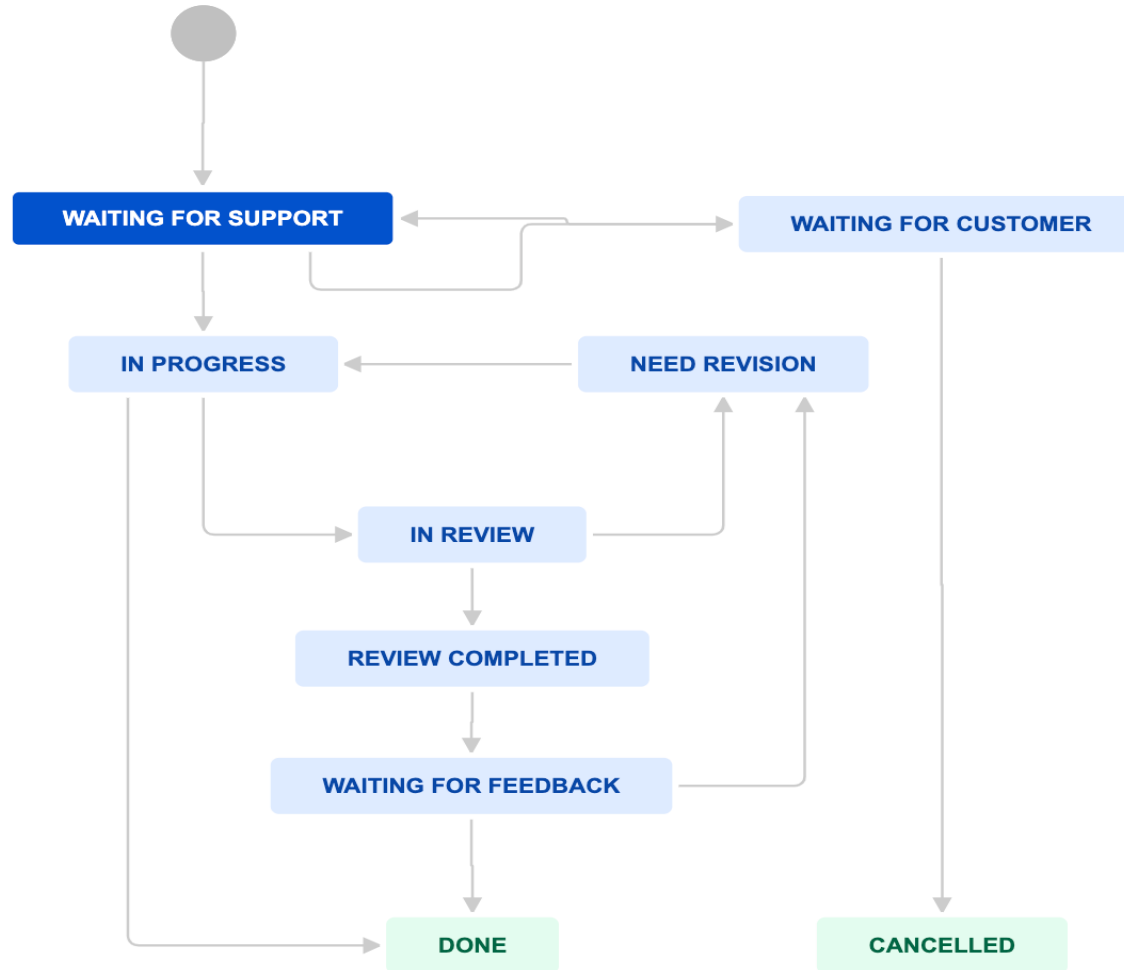 WAITING FOR SUPPORT
WAITING FOR CUSTOMER
IN PROGRESS
NEED REVISION
IN REVIEW
REVIEW COMPLETED
WAITING FOR FEEDBACK
DONE
CANCELLED